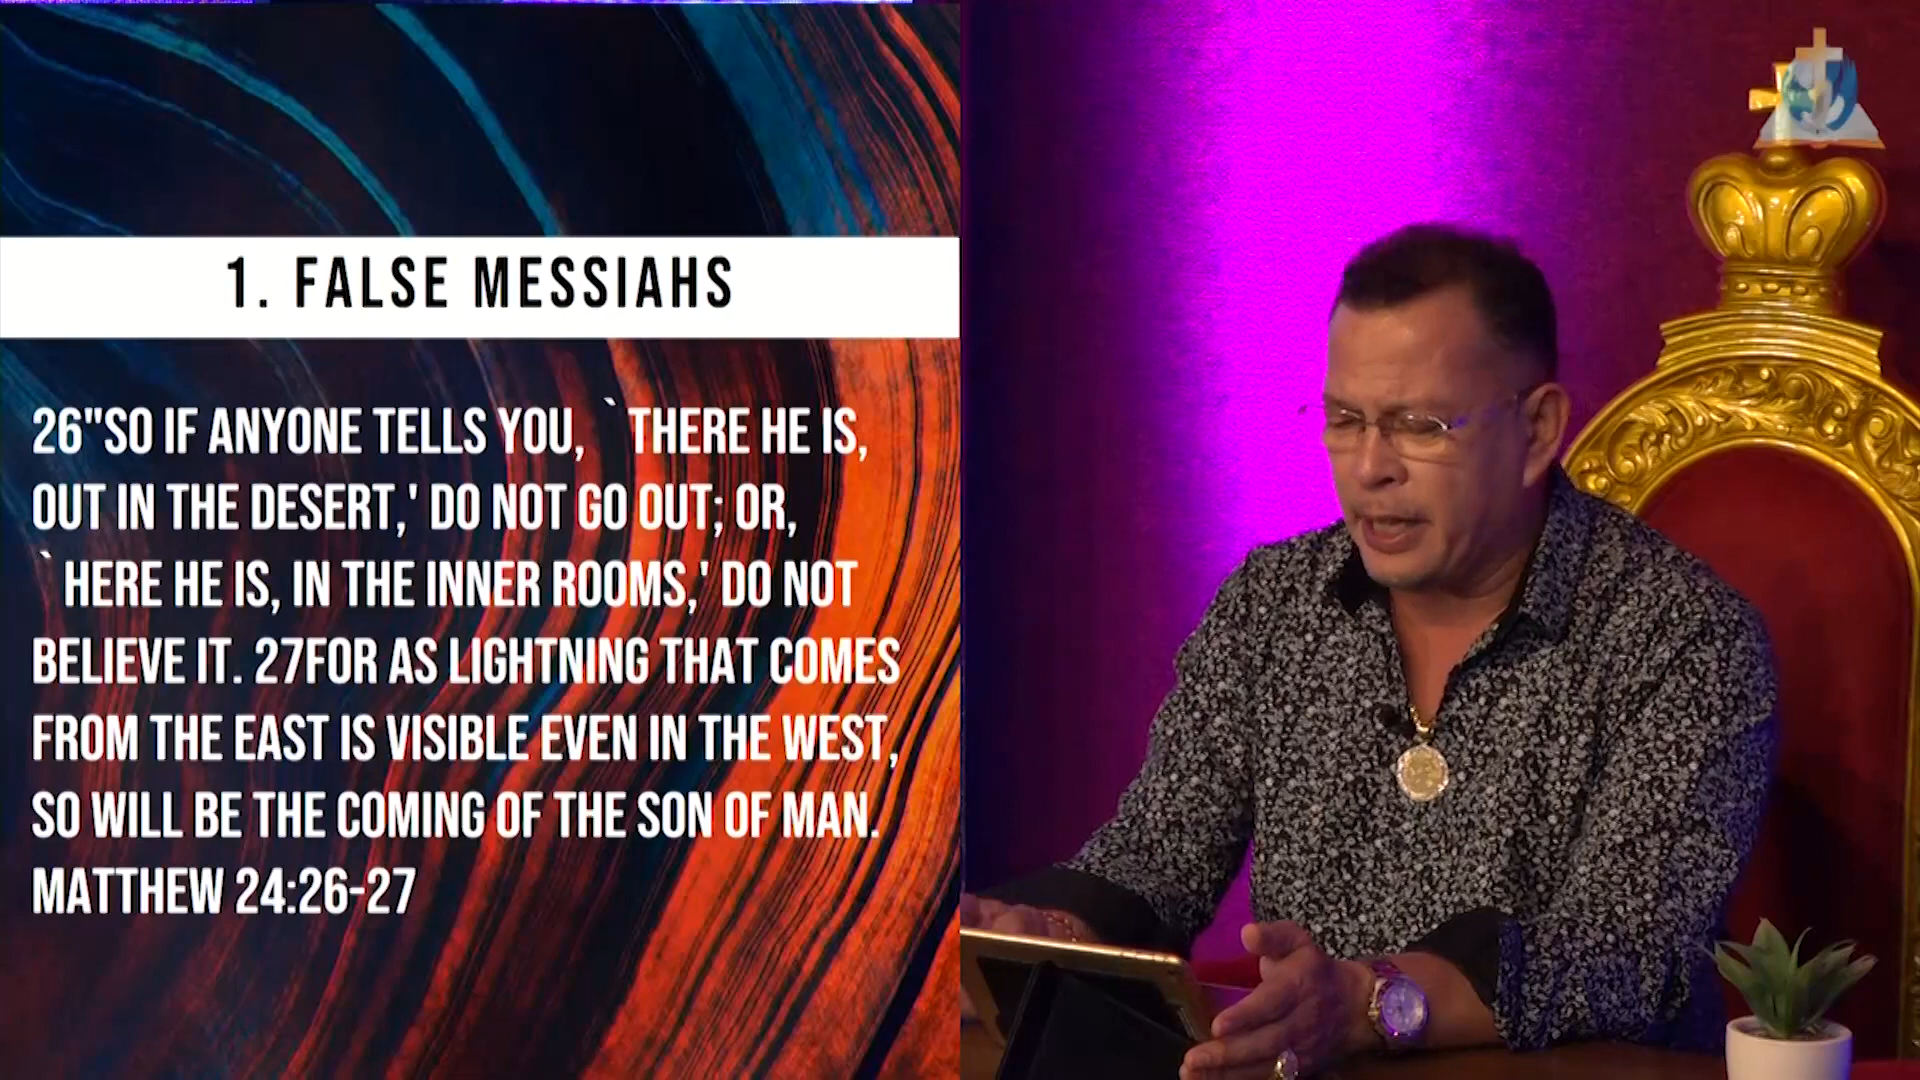 1. FALSE MESSIAHS
26"SO IF ANYONE TELLS YOU, `THERE HE IS,
OUT IN THE DESERT,' DO NOT GO OUT; OR,
`HERE HE IS, IN THE INNER ROOMS,' DO NOT
BELIEVE IT. 27FOR AS LIGHTNING THAT COMES
FROM THE EAST IS VISIBLE EVEN IN THE WEST,
SO WILL BE THE COMING OF THE SON OF MAN.
MATTHEW 24:26-27